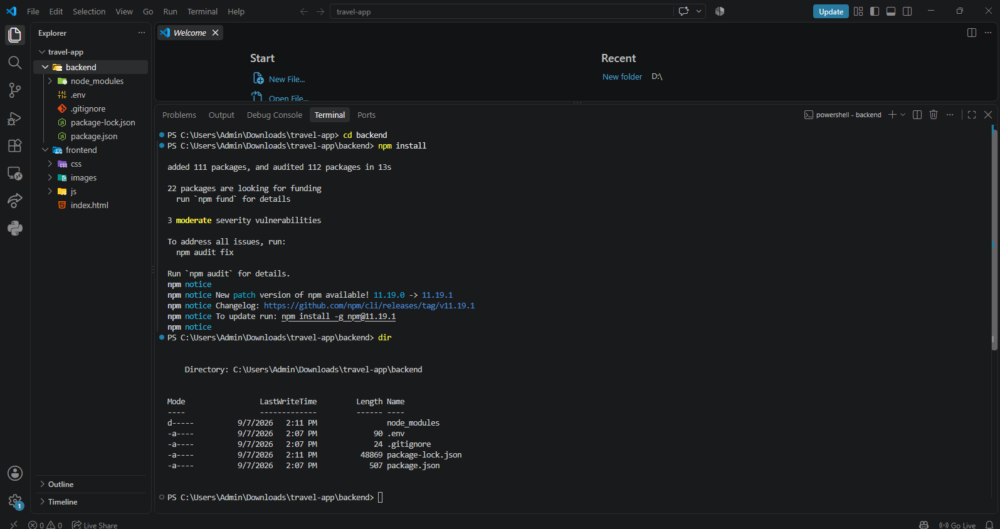 File Edit Selection View Go Run Terminal Help
travel-app
Update
Explorer
travel-app
backend
node_modules
.env
.gitignore
package-lock.json
package.json
frontend
css
images
js
index.html
Outline
Timeline
Welcome
Start
New File...
Open File...
Recent
New folder D:\
Problems Output Debug Console Terminal Ports
powershell - backend
PS C:\Users\Admin\Downloads\travel-app> cd backend
PS C:\Users\Admin\Downloads\travel-app\backend> npm install
added 111 packages, and audited 112 packages in 13s
22 packages are looking for funding
run `npm fund` for details
3 moderate severity vulnerabilities
To address all issues, run:
npm audit fix
Run `npm audit` for details.
npm notice
npm notice New patch version of npm available! 11.19.0 -> 11.19.1
npm notice Changelog: https://github.com/npm/cli/releases/tag/v11.19.1
npm notice To update run: npm install -g npm@11.19.1
npm notice
PS C:\Users\Admin\Downloads\travel-app\backend> dir
Directory: C:\Users\Admin\Downloads\travel-app\backend
Mode LastWriteTime Length Name
---- ------------- ------ ----
d----- 9/7/2026 2:11 PM node_modules
-a---- 9/7/2026 2:07 PM 90 .env
-a---- 9/7/2026 2:07 PM 24 .gitignore
-a---- 9/7/2026 2:11 PM 48869 package-lock.json
-a---- 9/7/2026 2:07 PM 507 package.json
PS C:\Users\Admin\Downloads\travel-app\backend>
1
0 0 Live Share
Go Live